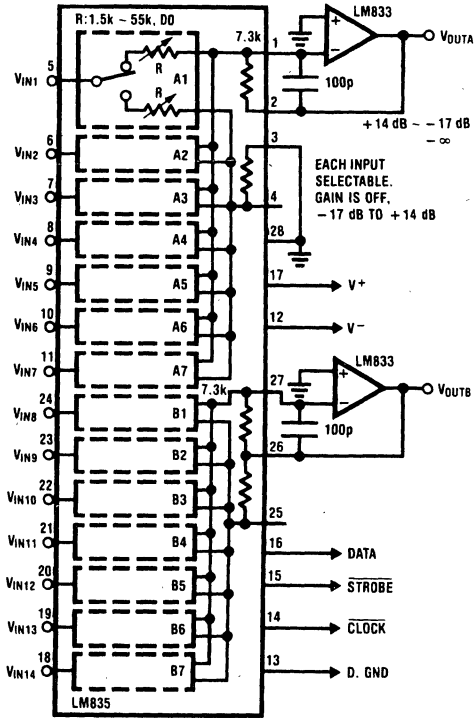 R:1.5k ~ 55k, DO
7.3k
1
LM833
VOUTA
5
VIN1
R
A1
R
100p
2
+14 dB ~ −17 dB
−∞
6
VIN2
A2
3
EACH INPUT
SELECTABLE.
GAIN IS OFF,
−17 dB TO +14 dB
7
VIN3
A3
4
8
VIN4
A4
28
9
VIN5
A5
17
V+
10
VIN6
A6
12
V−
11
VIN7
A7
LM833
7.3k
27
VOUTB
24
VIN8
B1
100p
23
VIN9
B2
26
22
VIN10
B3
25
21
VIN11
B4
16
DATA
20
VIN12
B5
15
STROBE
19
VIN13
B6
14
CLOCK
18
VIN14
B7
13
D. GND
LM835